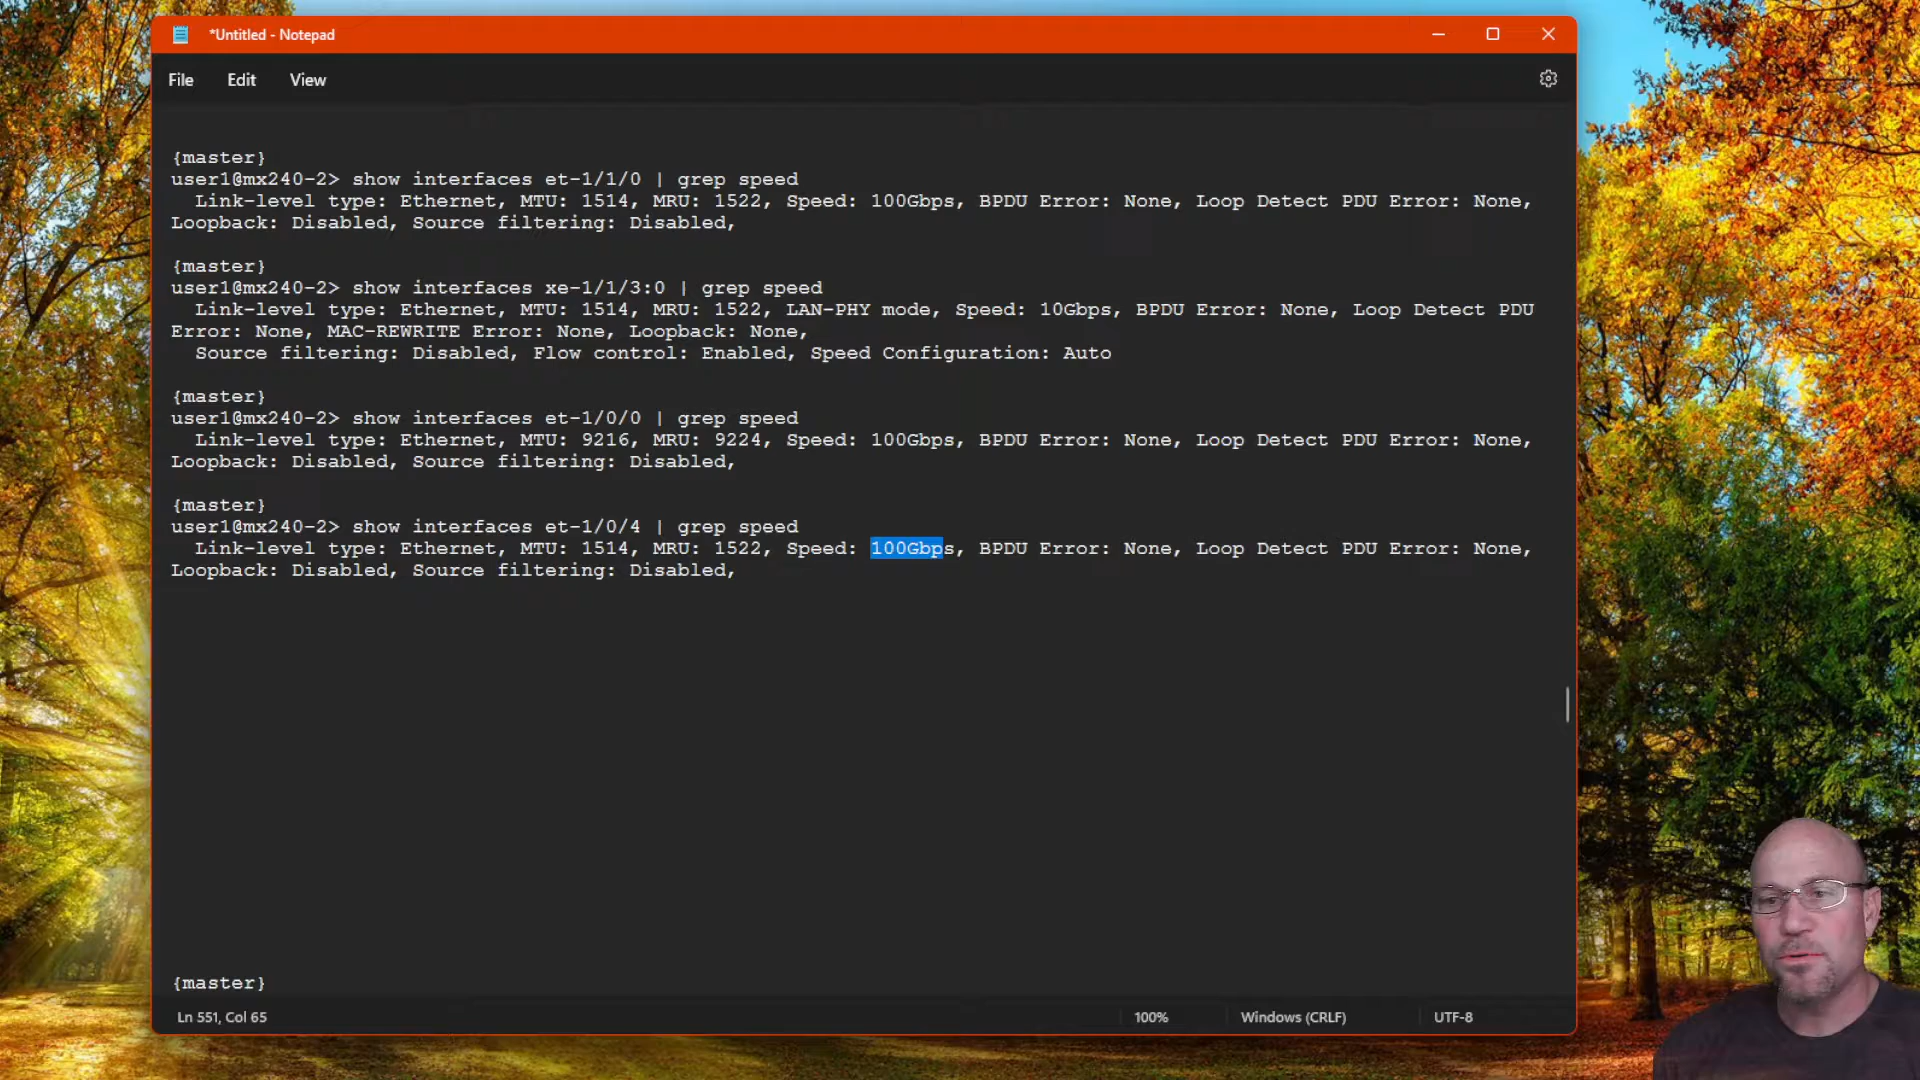 *Untitled - Notepad
File Edit View
{master}
user1@mx240-2> show interfaces et-1/1/0 | grep speed
Link-level type: Ethernet, MTU: 1514, MRU: 1522, Speed: 100Gbps, BPDU Error: None, Loop Detect PDU Error: None,
Loopback: Disabled, Source filtering: Disabled,
{master}
user1@mx240-2> show interfaces xe-1/1/3:0 | grep speed
Link-level type: Ethernet, MTU: 1514, MRU: 1522, LAN-PHY mode, Speed: 10Gbps, BPDU Error: None, Loop Detect PDU
Error: None, MAC-REWRITE Error: None, Loopback: None,
Source filtering: Disabled, Flow control: Enabled, Speed Configuration: Auto
{master}
user1@mx240-2> show interfaces et-1/0/0 | grep speed
Link-level type: Ethernet, MTU: 9216, MRU: 9224, Speed: 100Gbps, BPDU Error: None, Loop Detect PDU Error: None,
Loopback: Disabled, Source filtering: Disabled,
{master}
user1@mx240-2> show interfaces et-1/0/4 | grep speed
Link-level type: Ethernet, MTU: 1514, MRU: 1522, Speed: 100Gbps, BPDU Error: None, Loop Detect PDU Error: None,
Loopback: Disabled, Source filtering: Disabled,
{master}
Ln 551, Col 65 100% Windows (CRLF) UTF-8